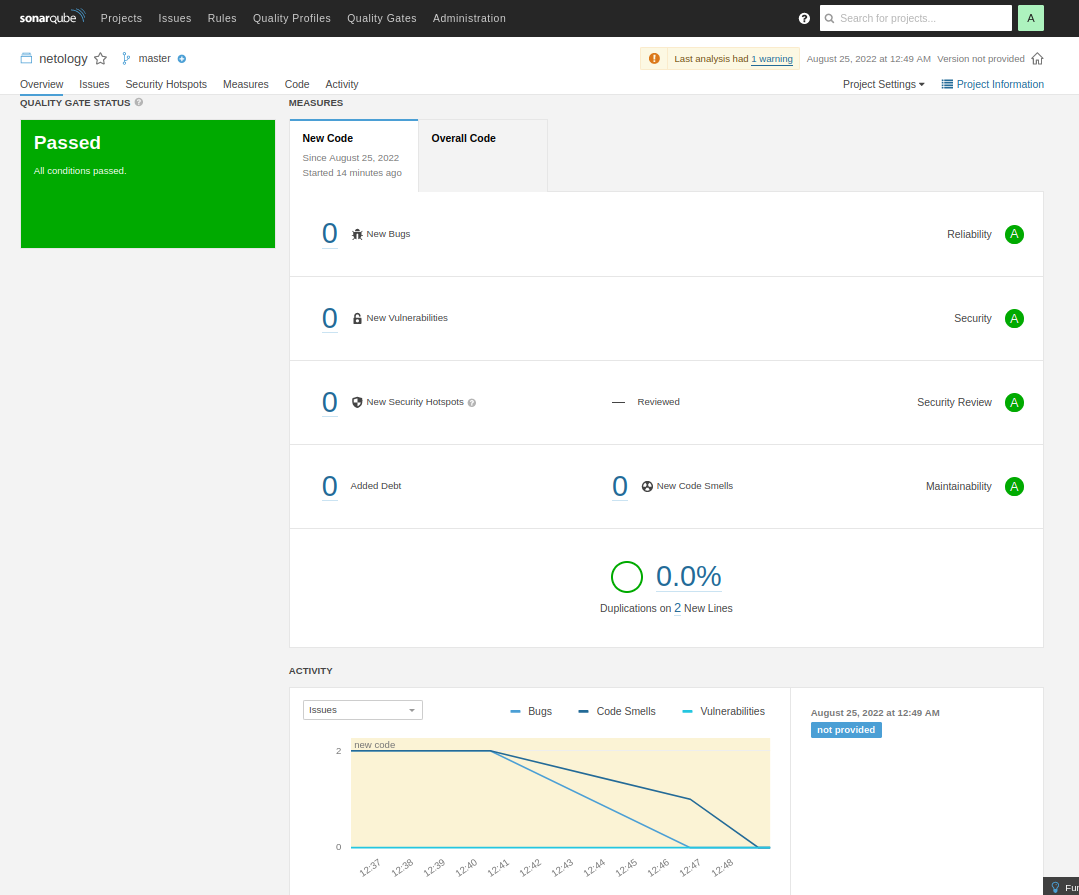 sonarqube Projects Issues Rules Quality Profiles Quality Gates Administration ? Search for projects... A
netology master Last analysis had 1 warning August 25, 2022 at 12:49 AM Version not provided
Overview Issues Security Hotspots Measures Code Activity Project Settings Project Information
QUALITY GATE STATUS ? MEASURES
Passed
All conditions passed.
New Code Overall Code
Since August 25, 2022
Started 14 minutes ago
0 New Bugs Reliability A
0 New Vulnerabilities Security A
0 New Security Hotspots ? — Reviewed Security Review A
0 Added Debt 0 New Code Smells Maintainability A
0.0%
Duplications on 2 New Lines
ACTIVITY
Issues Bugs Code Smells Vulnerabilities
August 25, 2022 at 12:49 AM
not provided
new code
2
0
12:37 12:38 12:39 12:40 12:41 12:42 12:43 12:44 12:45 12:46 12:47 12:48